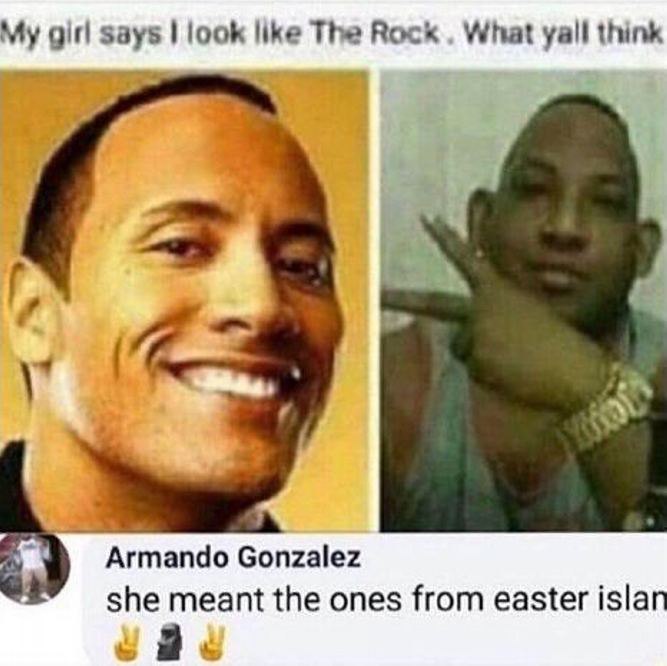 My girl says I look like The Rock. What yall think
Armando Gonzalez
she meant the ones from easter islan
✌️🗿✌️